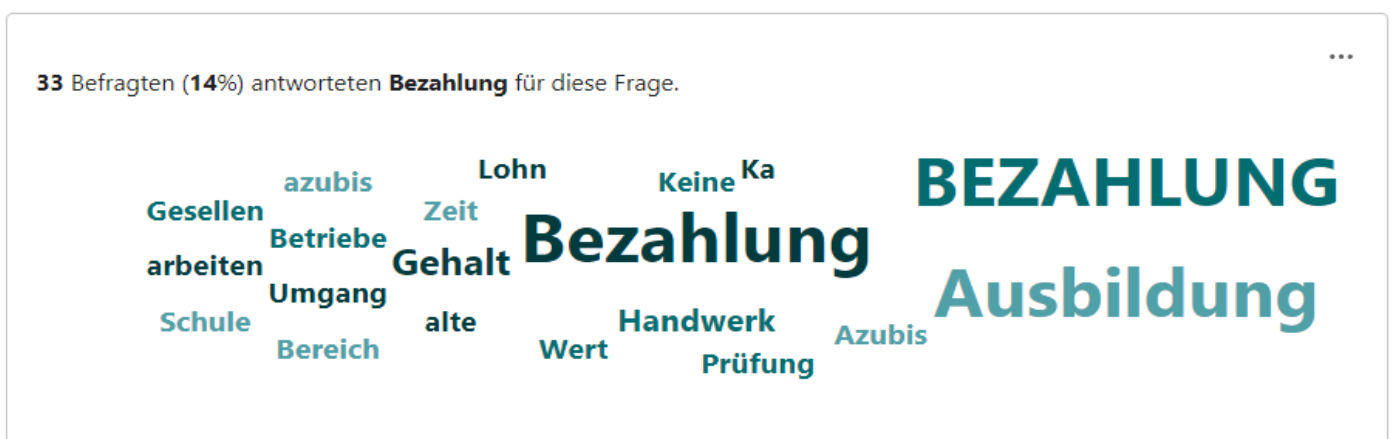 ...
33 Befragten (14%) antworteten Bezahlung für diese Frage.
Lohn
Keine Ka
azubis
BEZAHLUNG
Gesellen
Zeit
Betriebe
Bezahlung
arbeiten
Gehalt
Umgang
Ausbildung
Schule
alte
Handwerk
Azubis
Bereich
Wert
Prüfung